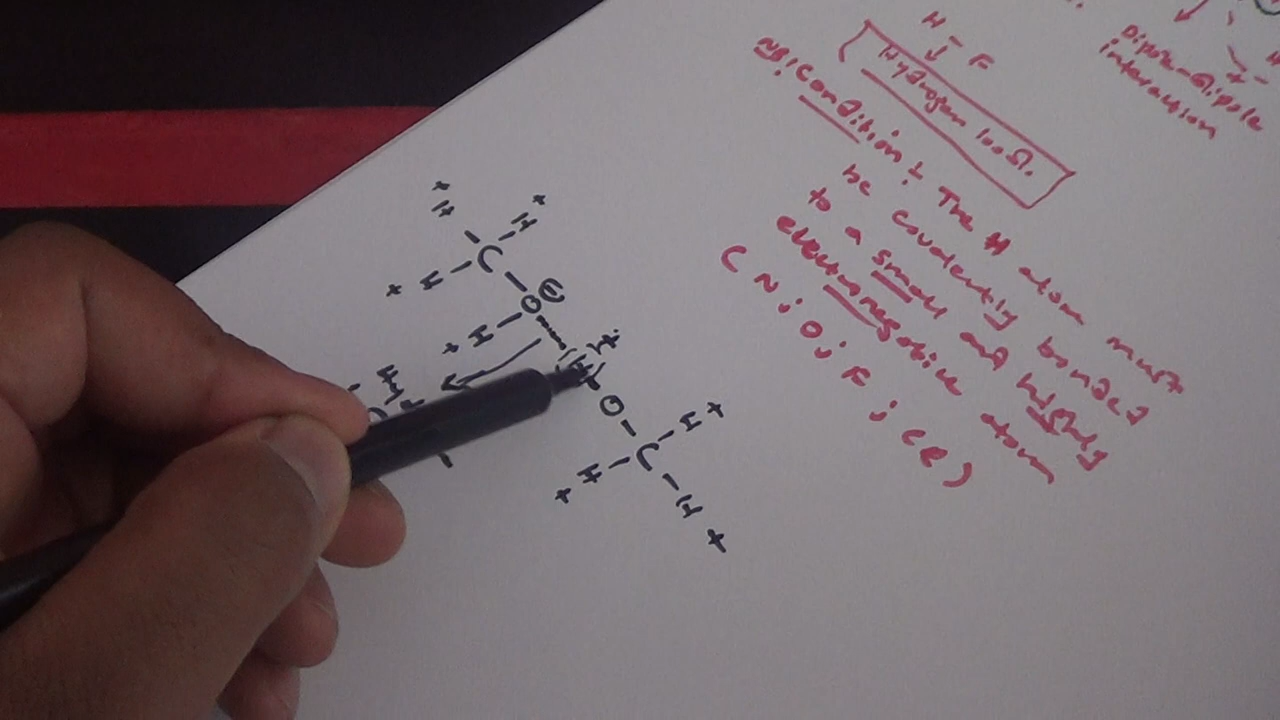 H - F
Dipole-dipole
interaction
Hydrogen bond.
NB: Condition: The H atom must
be covalently bonded
to a small and highly
electronegative atom
( N; O; F; Cl )
+ +
H H
C
+ H
O
+ H
H +
O
C H +
+ H
H
+